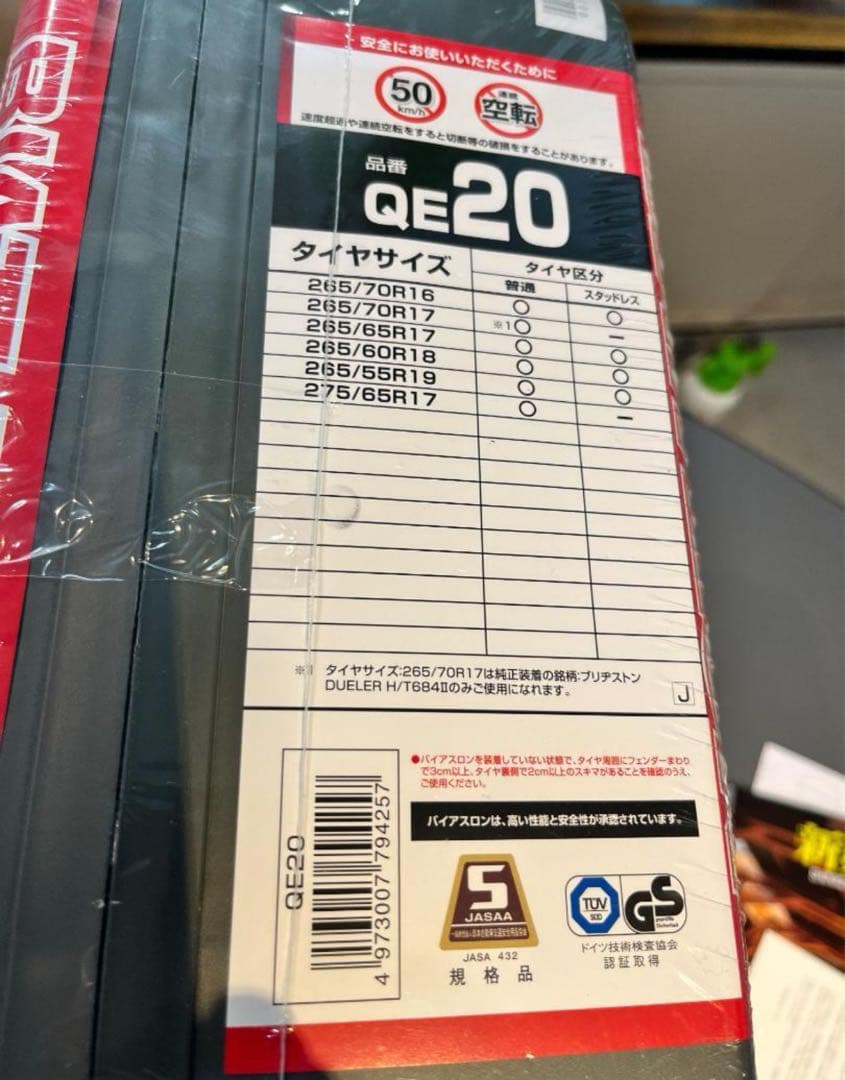 安全にお使いいただくために
50
km/h
連続
空転
速度超過や連続空転をすると切断等の破損をすることがあります。
品番
QE20
タイヤサイズ
タイヤ区分
普通
スタッドレス
265/70R16 ○ ○
265/70R17 ※1○ ー
265/65R17 ○ ○
265/60R18 ○ ○
265/55R19 ○ ○
275/65R17 ○ ー
※1 タイヤサイズ:265/70R17は純正装着の銘柄:ブリヂストン
DUELER H/T684Ⅱのみご使用になれます。
J
●バイアスロンを装着していない状態で、タイヤ周囲にフェンダーまわり
で3cm以上、タイヤ裏側で2cm以上のスキマがあることを確認のうえ、
ご使用ください。
バイアスロンは、高い性能と安全性が承認されています。
QE20
4 973007 794257
S
JASAA
JASA 432
規格品
TÜV
SÜD
GS
geprüfte
Sicherheit
ドイツ技術検査協会
認証取得
新